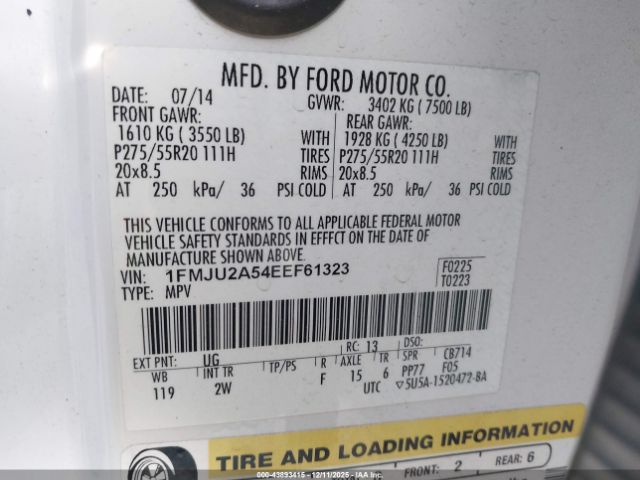 MFD. BY FORD MOTOR CO.
DATE: 07/14 GVWR: 3402 KG ( 7500 LB)
FRONT GAWR: REAR GAWR:
1610 KG ( 3550 LB) WITH 1928 KG ( 4250 LB) WITH
P275/55R20 111H TIRES P275/55R20 111H TIRES
20x8.5 RIMS 20x8.5 RIMS
AT 250 kPa/ 36 PSI COLD AT 250 kPa/ 36 PSI COLD
THIS VEHICLE CONFORMS TO ALL APPLICABLE FEDERAL MOTOR
VEHICLE SAFETY STANDARDS IN EFFFCT ON THE DATE OF
MANUFACTURE SHOWN ABOVE.
VIN: 1FMJU2A54EEF61323 F0225
TYPE: MPV T0223
EXT PNT: UG RC: 13 DSO:
WB INT TR TP/PS R AXLE TR SPR CB714
119 2W F 15 6 PP77 F05
UTC ▽5U5A-1520472-BA
TIRE AND LOADING INFORMATION
FRONT: 2 REAR: 6
000-43893415 - 12/11/2025 - IAA Inc.